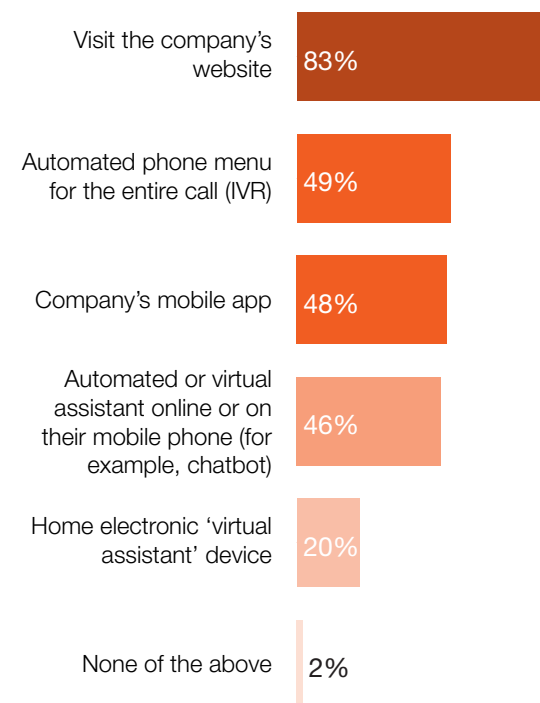 Visit the company’s
website
83%
Automated phone menu
for the entire call (IVR)
49%
Company’s mobile app
48%
Automated or virtual
assistant online or on
their mobile phone (for
example, chatbot)
46%
Home electronic ‘virtual
assistant’ device
20%
None of the above
2%